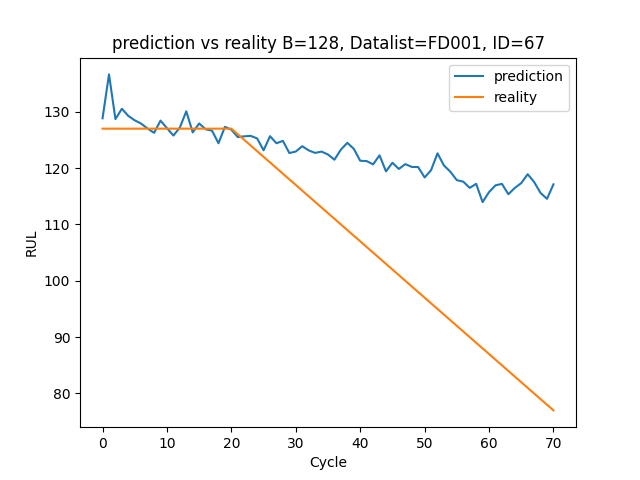 prediction vs reality B=128, Datalist=FD001, ID=67
prediction
reality
RUL
130
120
110
100
90
80
0 10 20 30 40 50 60 70
Cycle